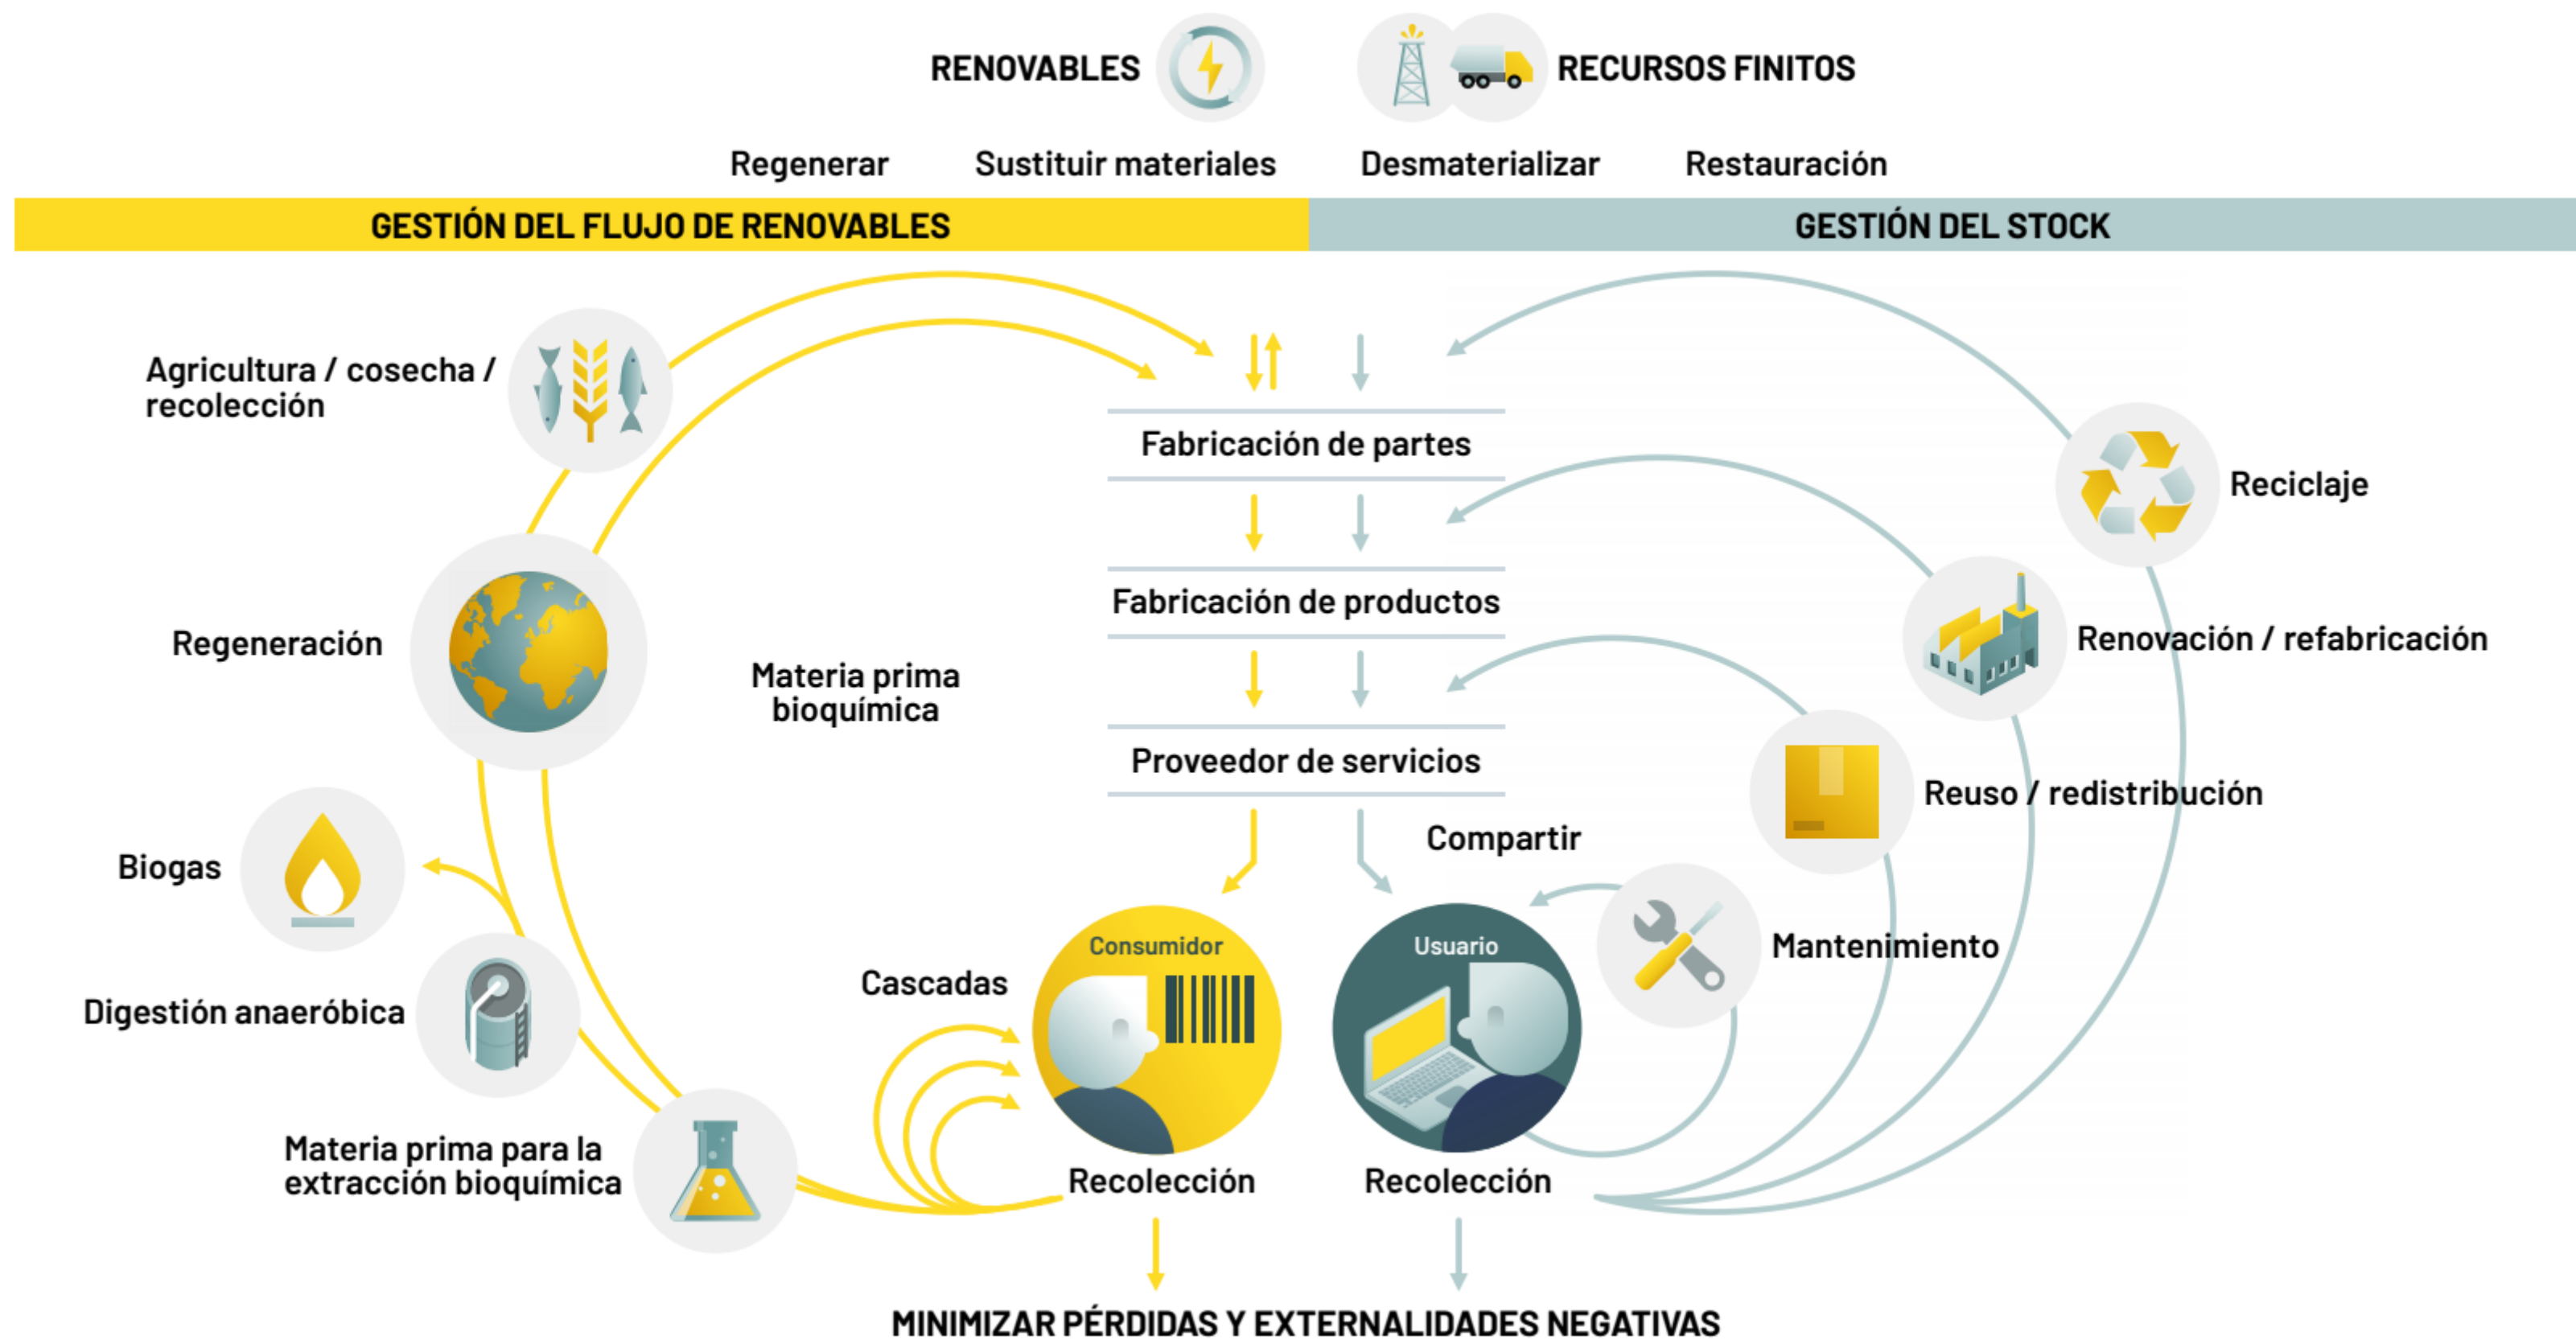 RENOVABLES
RECURSOS FINITOS
Regenerar
Sustituir materiales
Desmaterializar
Restauración
GESTIÓN DEL FLUJO DE RENOVABLES
GESTIÓN DEL STOCK
Agricultura / cosecha /
recolección
Regeneración
Biogas
Digestión anaeróbica
Materia prima para la
extracción bioquímica
Materia prima
bioquímica
Cascadas
Fabricación de partes
Fabricación de productos
Proveedor de servicios
Compartir
Consumidor
Usuario
Recolección
Recolección
Reciclaje
Renovación / refabricación
Reuso / redistribución
Mantenimiento
MINIMIZAR PÉRDIDAS Y EXTERNALIDADES NEGATIVAS